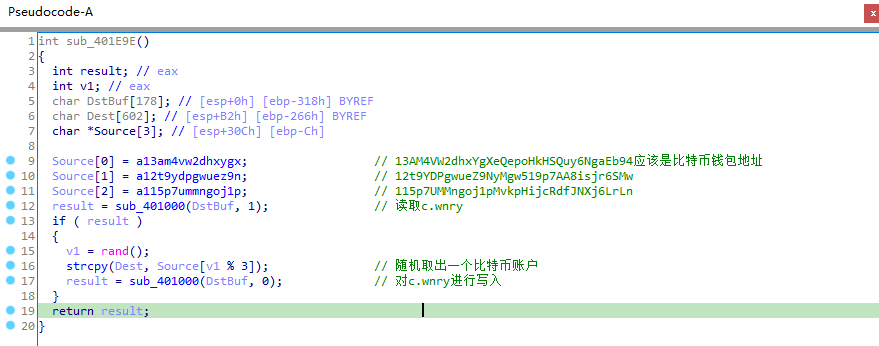 Pseudocode-A
x
1 int sub_401E9E()
2 {
3 int result; // eax
4 int v1; // eax
5 char DstBuf[178]; // [esp+0h] [ebp-318h] BYREF
6 char Dest[602]; // [esp+B2h] [ebp-266h] BYREF
7 char *Source[3]; // [esp+30Ch] [ebp-Ch]
8
9 Source[0] = a13am4vw2dhxygx; // 13AM4VW2dhxYgXeQepoHkHSQuy6NgaEb94应该是比特币钱包地址
10 Source[1] = a12t9ydpgwuez9n; // 12t9YDPgwueZ9NyMgw519p7AA8isjr6SMw
11 Source[2] = a115p7ummngoj1p; // 115p7UMMngoj1pMvkpHijcRdfJNXj6LrLn
12 result = sub_401000(DstBuf, 1); // 读取c.wnry
13 if ( result )
14 {
15 v1 = rand();
16 strcpy(Dest, Source[v1 % 3]); // 随机取出一个比特币账户
17 result = sub_401000(DstBuf, 0); // 对c.wnry进行写入
18 }
19 return result;
20 }